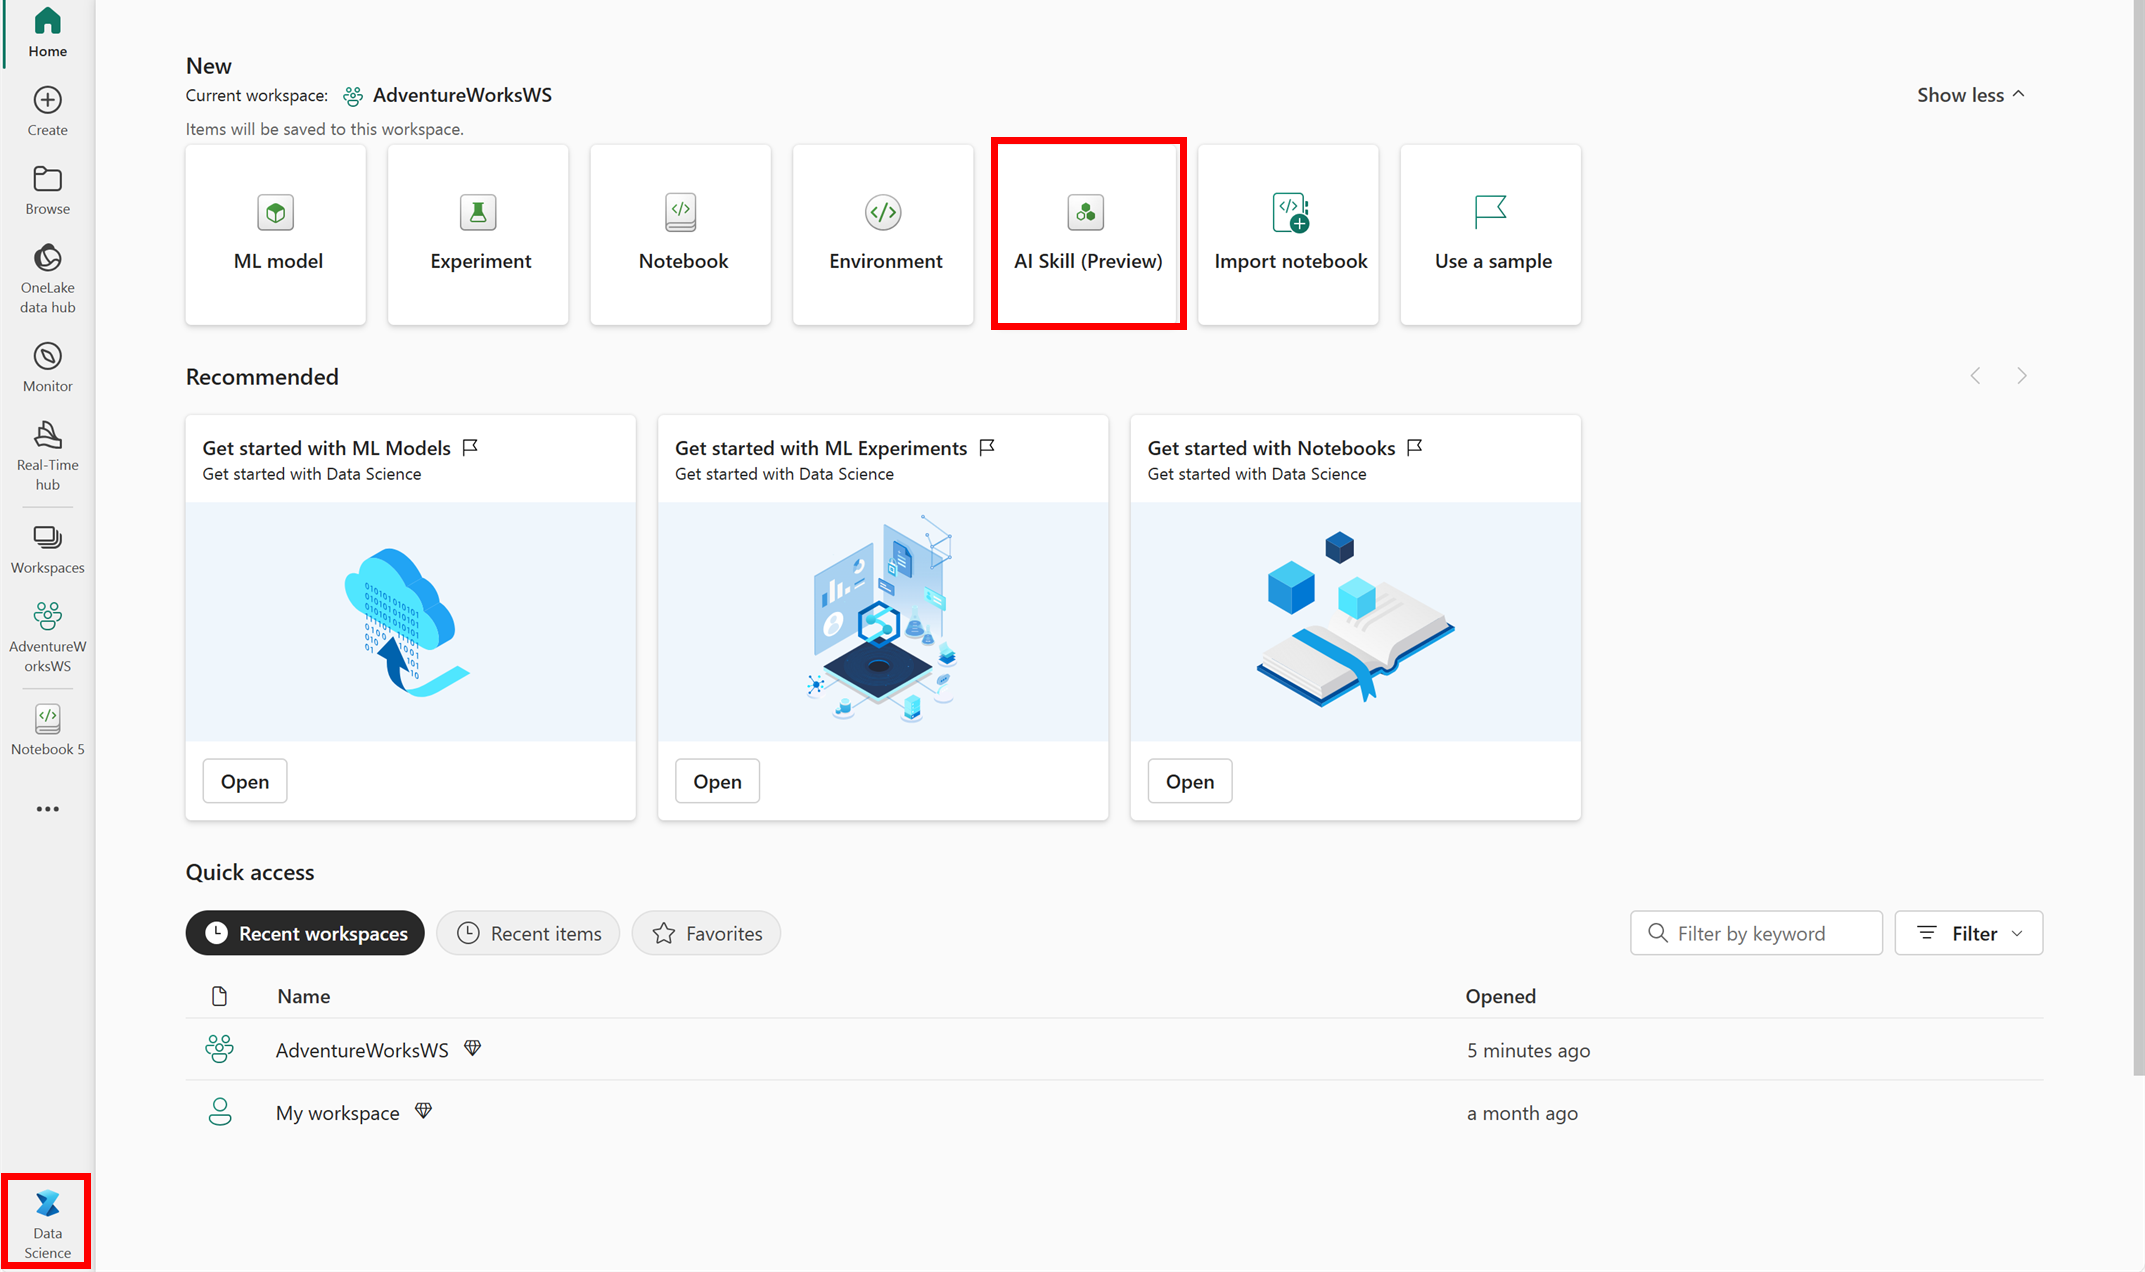 Home
Create
Browse
OneLake
data hub
Monitor
Real-Time
hub
Workspaces
AdventureW
orksWS
Notebook 5
Data
Science
New
Current workspace: AdventureWorksWS
Show less
Items will be saved to this workspace.
ML model
Experiment
Notebook
Environment
AI Skill (Preview)
Import notebook
Use a sample
Recommended
Get started with ML Models
Get started with Data Science
Open
Get started with ML Experiments
Get started with Data Science
Open
Get started with Notebooks
Get started with Data Science
Open
Quick access
Recent workspaces
Recent items
Favorites
Filter by keyword
Filter
Name
Opened
AdventureWorksWS
5 minutes ago
My workspace
a month ago